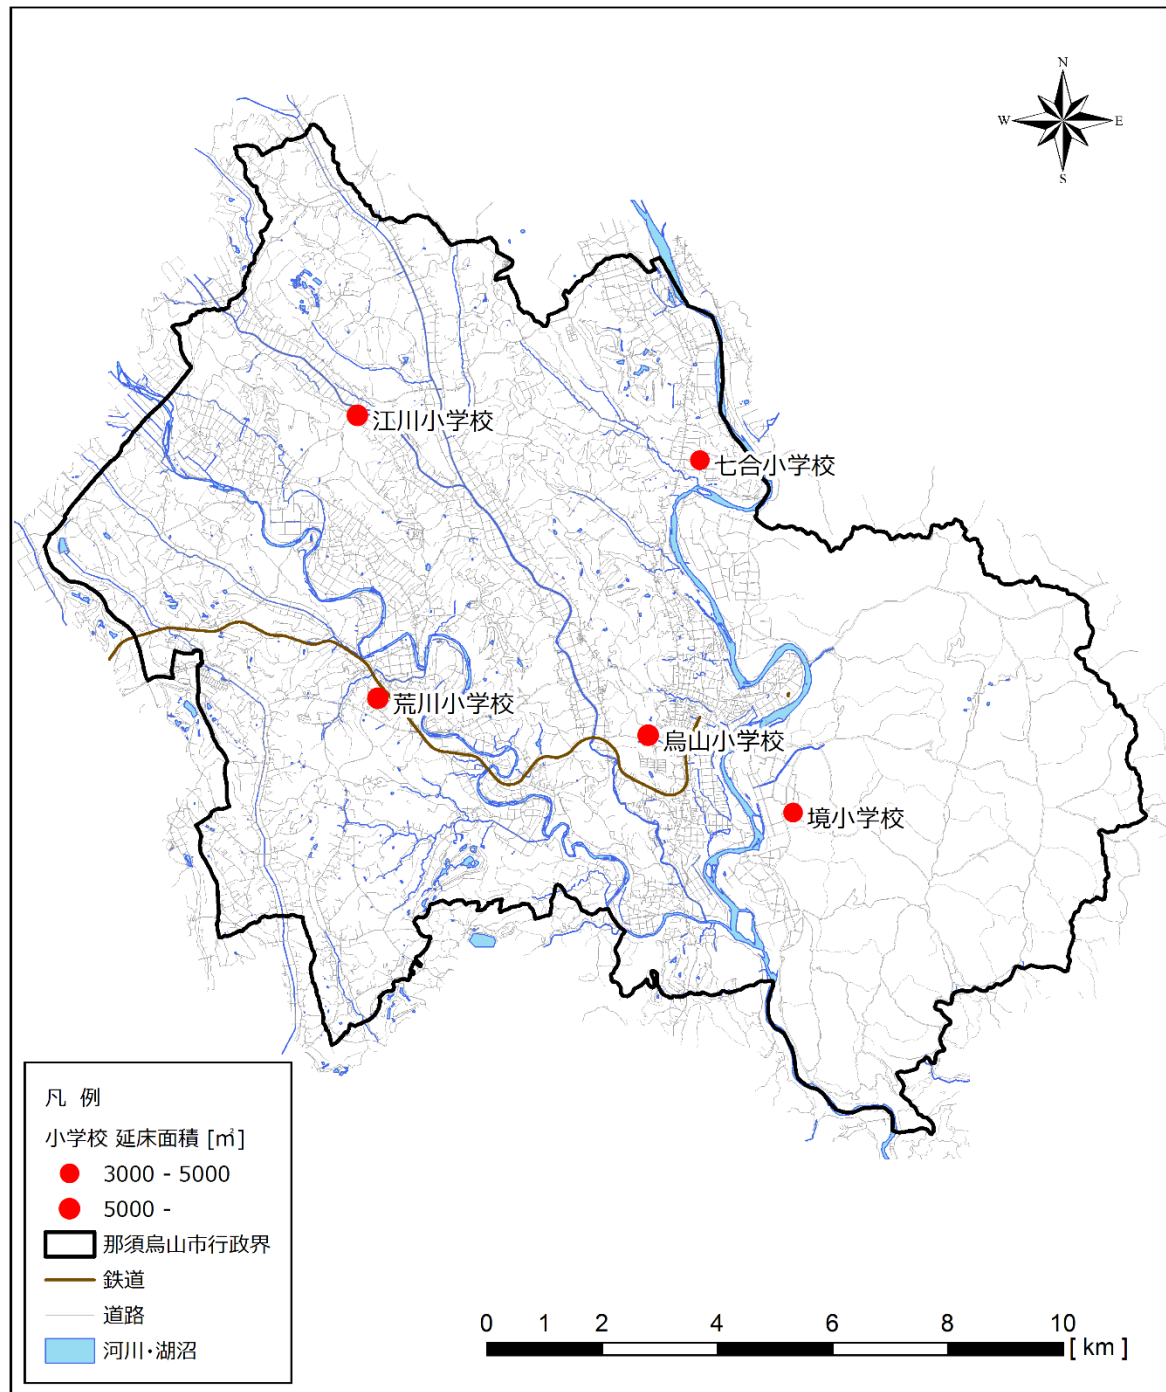 N
W
E
S
江川小学校
七合小学校
荒川小学校
烏山小学校
境小学校
凡 例
小学校 延床面積 [㎡]
3000 - 5000
5000 -
那須烏山市行政界
鉄道
道路
河川・湖沼
0 1 2 4 6 8 10
[ km ]